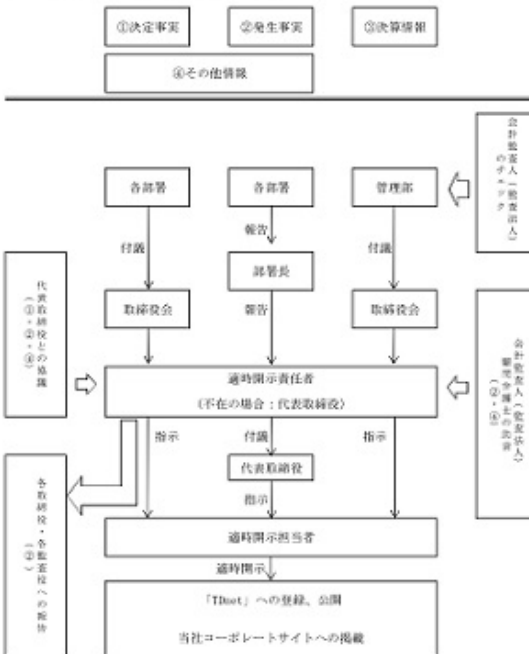 ①決定事実
②発生事実
③決算情報
④その他情報
会計監査人(監査法人)
のチェック
各部署
各部署
管理部
付議
報告
付議
部署長
代表取締役との協議
(①・②・④)
取締役会
報告
取締役会
会計監査人(監査法人)
顧問弁護士の助言
(②・④)
適時開示責任者
(不在の場合:代表取締役)
指示
付議
指示
代表取締役
指示
各取締役・各監査役への報告
(②)
適時開示担当者
適時開示
「TDnet」への登録、公開
当社コーポレートサイトへの掲載